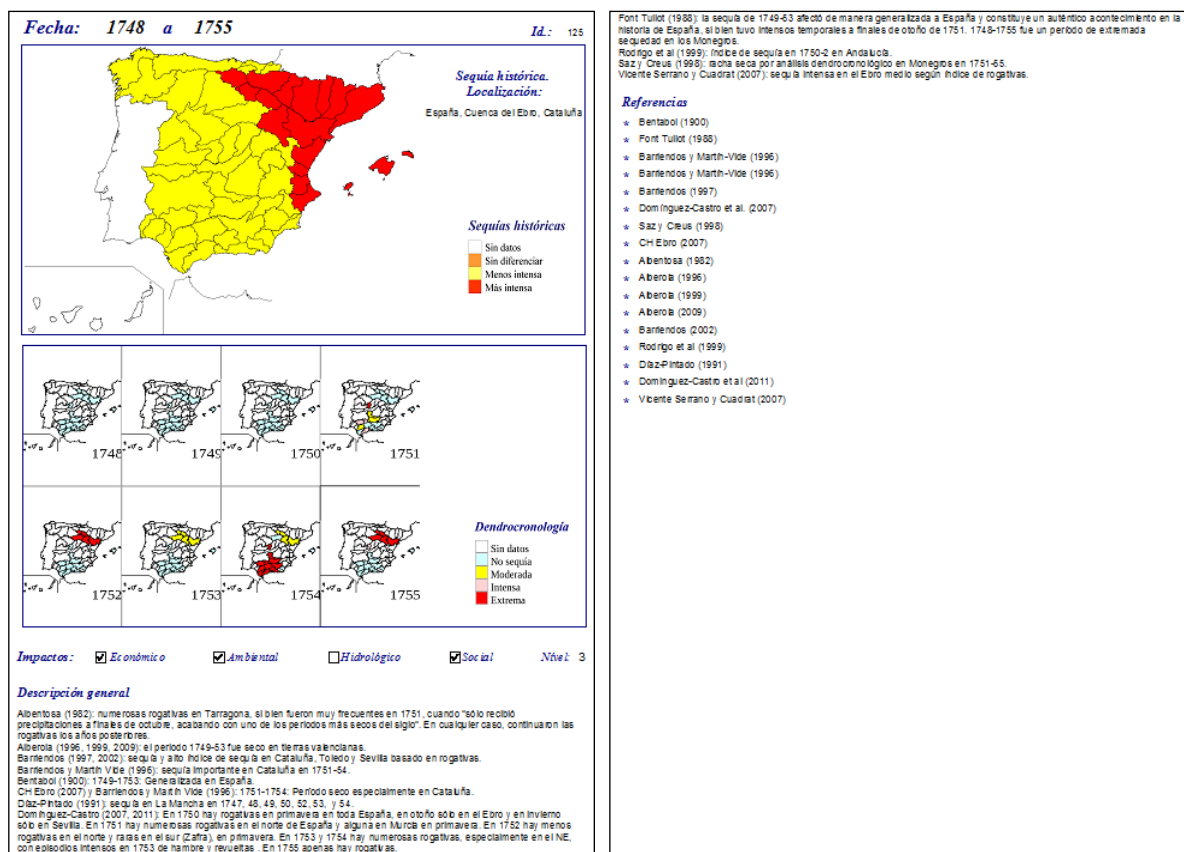 Fecha: 1748 a 1755 Id.: 125
Sequía histórica.
Localización:
España, Cuenca del Ebro, Cataluña
Sequías históricas
Sin datos
Sin diferenciar
Menos intensa
Más intensa
1748 1749 1750 1751
1752 1753 1754 1755
Dendrocronología
Sin datos
No sequía
Moderada
Intensa
Extrema
Impactos: Económico Ambiental Hidrológico Social Nivel: 3
Descripción general
Albentosa (1982): numerosas rogativas en Tarragona, si bien fueron muy frecuentes en 1751, cuando "sólo recibió
precipitaciones a finales de octubre, acabando con uno de los periodos más secos del siglo". En cualquier caso, continuaron las
rogativas los años posteriores.
Alberola (1996, 1999, 2009): el periodo 1749-53 fue seco en tierras valencianas.
Barriendos (1997, 2002): sequía y alto índice de sequía en Cataluña, Toledo y Sevilla basado en rogativas.
Barriendos y Martín Vide (1996): sequía importante en Cataluña en 1751-54.
Bentabol (1900): 1749-1753: Generalizada en España.
CH Ebro (2007) y Barriendos y Martín Vide (1996): 1751-1754: Período seco especialmente en Cataluña.
Díaz-Pintado (1991): sequía en La Mancha en 1747, 48, 49, 50, 52, 53, y 54.
Domínguez-Castro (2007, 2011): En 1750 hay rogativas en primavera en toda España, en otoño sólo en el Ebro y en invierno
sólo en Sevilla. En 1751 hay numerosas rogativas en el norte de España y alguna en Murcia en primavera. En 1752 hay menos
rogativas en el norte y raras en el sur (Zafra), en primavera. En 1753 y 1754 hay numerosas rogativas, especialmente en el NE,
con episodios intensos en 1753 de hambre y revueltas . En 1755 apenas hay rogativas.
Font Tullot (1988): la sequía de 1749-53 afectó de manera generalizada a España y constituye un auténtico acontecimiento en la
historia de España, si bien tuvo intensos temporales a finales de otoño de 1751. 1748-1755 fue un período de extremada
sequedad en los Monegros.
Rodrigo et al (1999): índice de sequía en 1750-2 en Andalucía.
Saz y Creus (1998): racha seca por análisis dendrocronológico en Monegros en 1751-65.
Vicente Serrano y Cuadrat (2007): sequía intensa en el Ebro medio según índice de rogativas.
Referencias
* Bentabol (1900)
* Font Tullot (1988)
* Barriendos y Martín-Vide (1996)
* Barriendos y Martín-Vide (1996)
* Barriendos (1997)
* Domínguez-Castro et al. (2007)
* Saz y Creus (1998)
* CH Ebro (2007)
* Albentosa (1982)
* Alberola (1996)
* Alberola (1999)
* Alberola (2009)
* Barriendos (2002)
* Rodrigo et al (1999)
* Díaz-Pintado (1991)
* Domínguez-Castro et al (2011)
* Vicente Serrano y Cuadrat (2007)